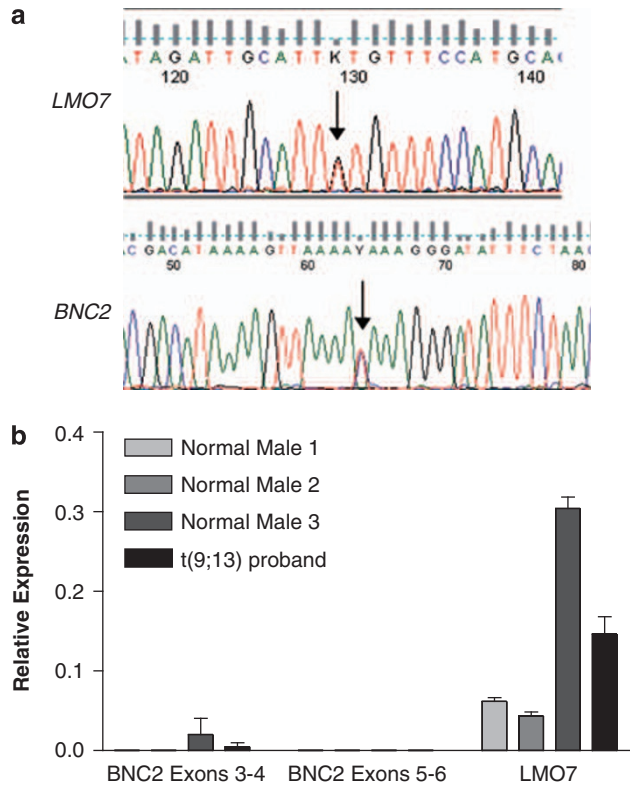 a
TAGATTGCATTKTGTTTCCATGCA
120 130 140
LMO7
CGACATAAAAGTTAAAAYAAAGGGATATTTCTAA
50 60 70 80
BNC2
b
0.4
0.3
0.2
0.1
0.0
Relative Expression
Normal Male 1
Normal Male 2
Normal Male 3
t(9;13) proband
BNC2 Exons 3-4 BNC2 Exons 5-6 LMO7